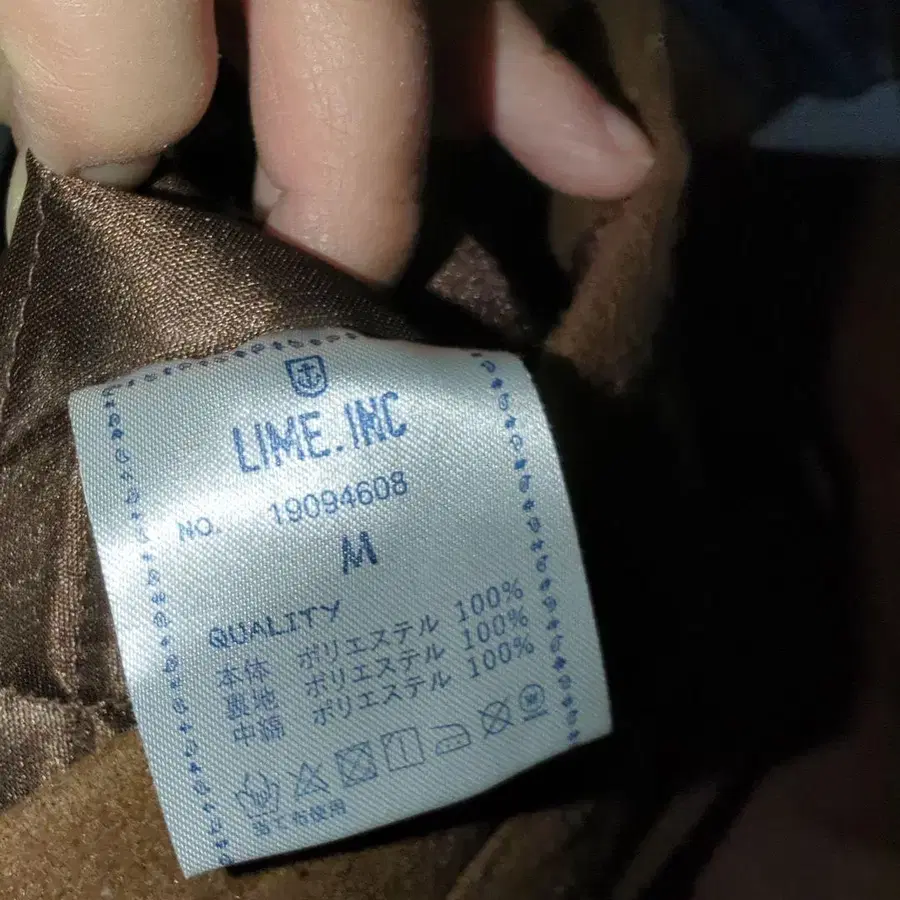 LIME.INC
NO. 19094608
M
QUALITY
本体 ポリエステル 100%
裏地 ポリエステル 100%
中綿 ポリエステル 100%
当て布使用